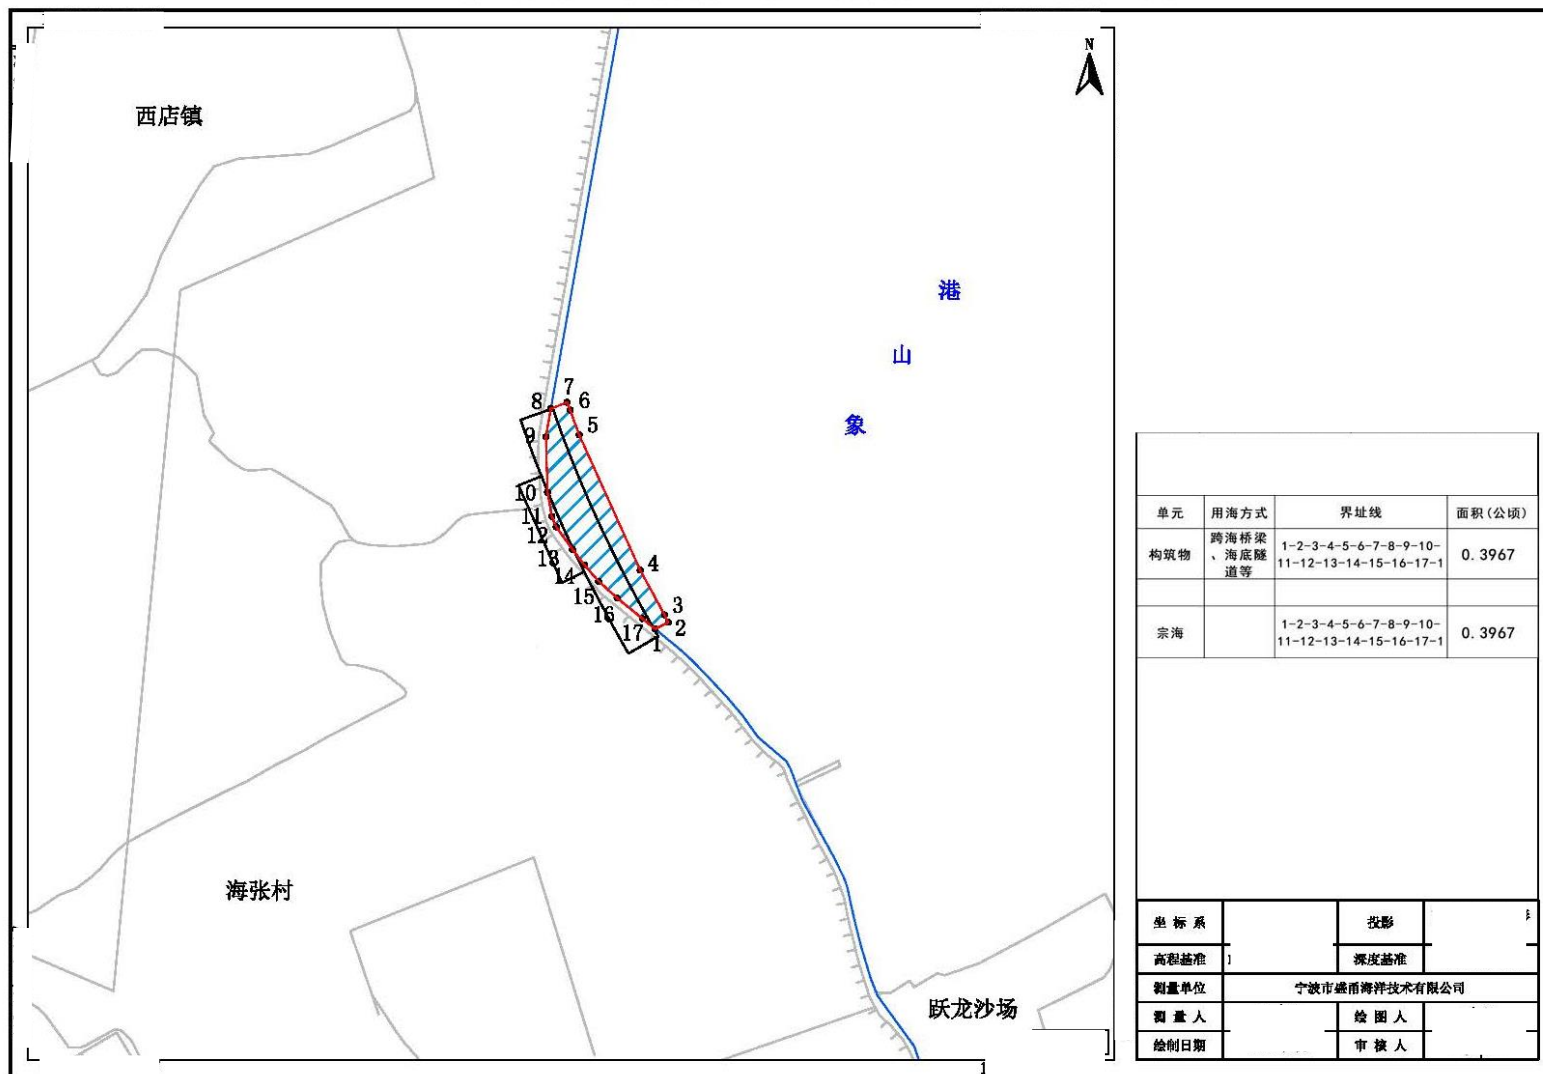 N
西店镇
港
山
象
7
8
6
5
9
10
11
12
13
14
4
15
3
16
2
17
1
海张村
跃龙沙场
单元 用海方式 界址线 面积(公顷)
构筑物 跨海桥梁、海底隧道等 1-2-3-4-5-6-7-8-9-10-11-12-13-14-15-16-17-1 0.3967
宗海 1-2-3-4-5-6-7-8-9-10-11-12-13-14-15-16-17-1 0.3967
坐标系 投影
高程基准 深度基准
测量单位 宁波市盛甬海洋技术有限公司
测量人 绘图人
绘制日期 审核人